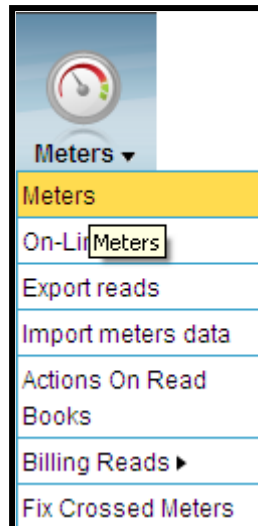 Meters ▾
Meters
On-Li
Meters
Export reads
Import meters data
Actions On Read
Books
Billing Reads ▸
Fix Crossed Meters